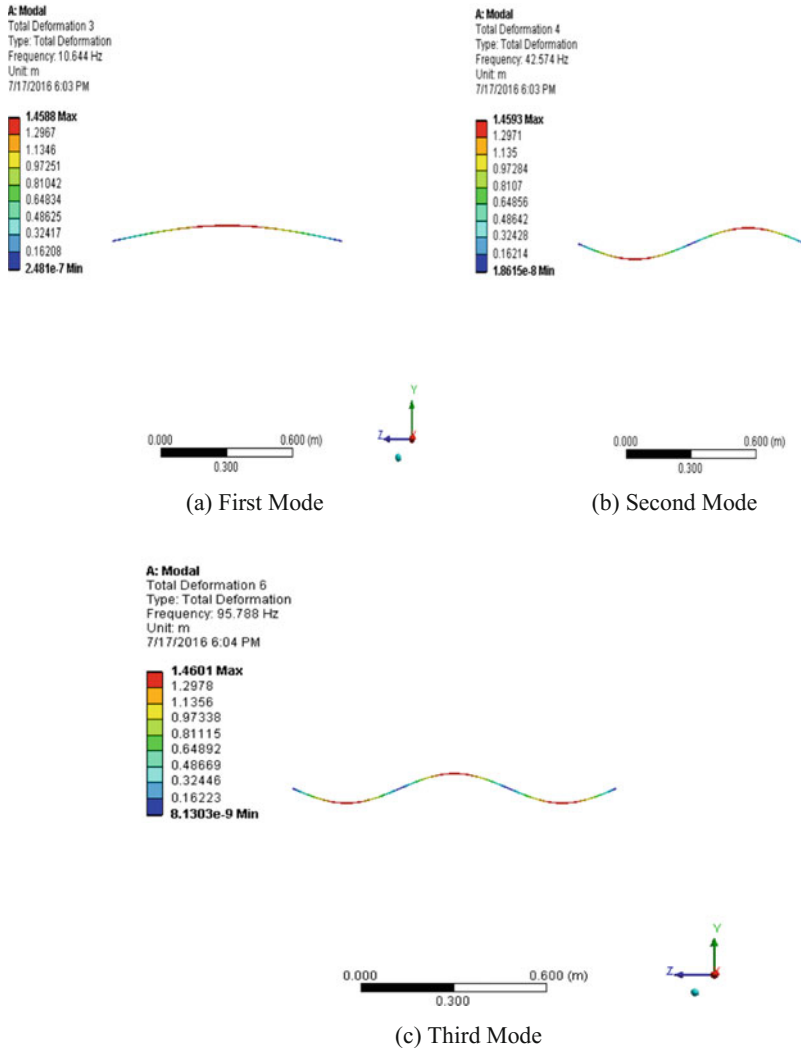 A: Modal
Total Deformation 3
Type: Total Deformation
Frequency: 10.644 Hz
Unit: m
7/17/2016 6:03 PM
1.4588 Max
1.2967
1.1346
0.97251
0.81042
0.64834
0.48625
0.32417
0.16208
2.481e-7 Min
Y
Z
X
0.000
0.600 (m)
0.300
(a) First Mode
A: Modal
Total Deformation 4
Type: Total Deformation
Frequency: 42.574 Hz
Unit: m
7/17/2016 6:03 PM
1.4593 Max
1.2971
1.135
0.97284
0.8107
0.64856
0.48642
0.32428
0.16214
1.8615e-8 Min
0.000
0.600 (m)
0.300
(b) Second Mode
A: Modal
Total Deformation 6
Type: Total Deformation
Frequency: 95.788 Hz
Unit: m
7/17/2016 6:04 PM
1.4601 Max
1.2978
1.1356
0.97338
0.81115
0.64892
0.48669
0.32446
0.16223
8.1303e-9 Min
Y
Z
X
0.000
0.600 (m)
0.300
(c) Third Mode